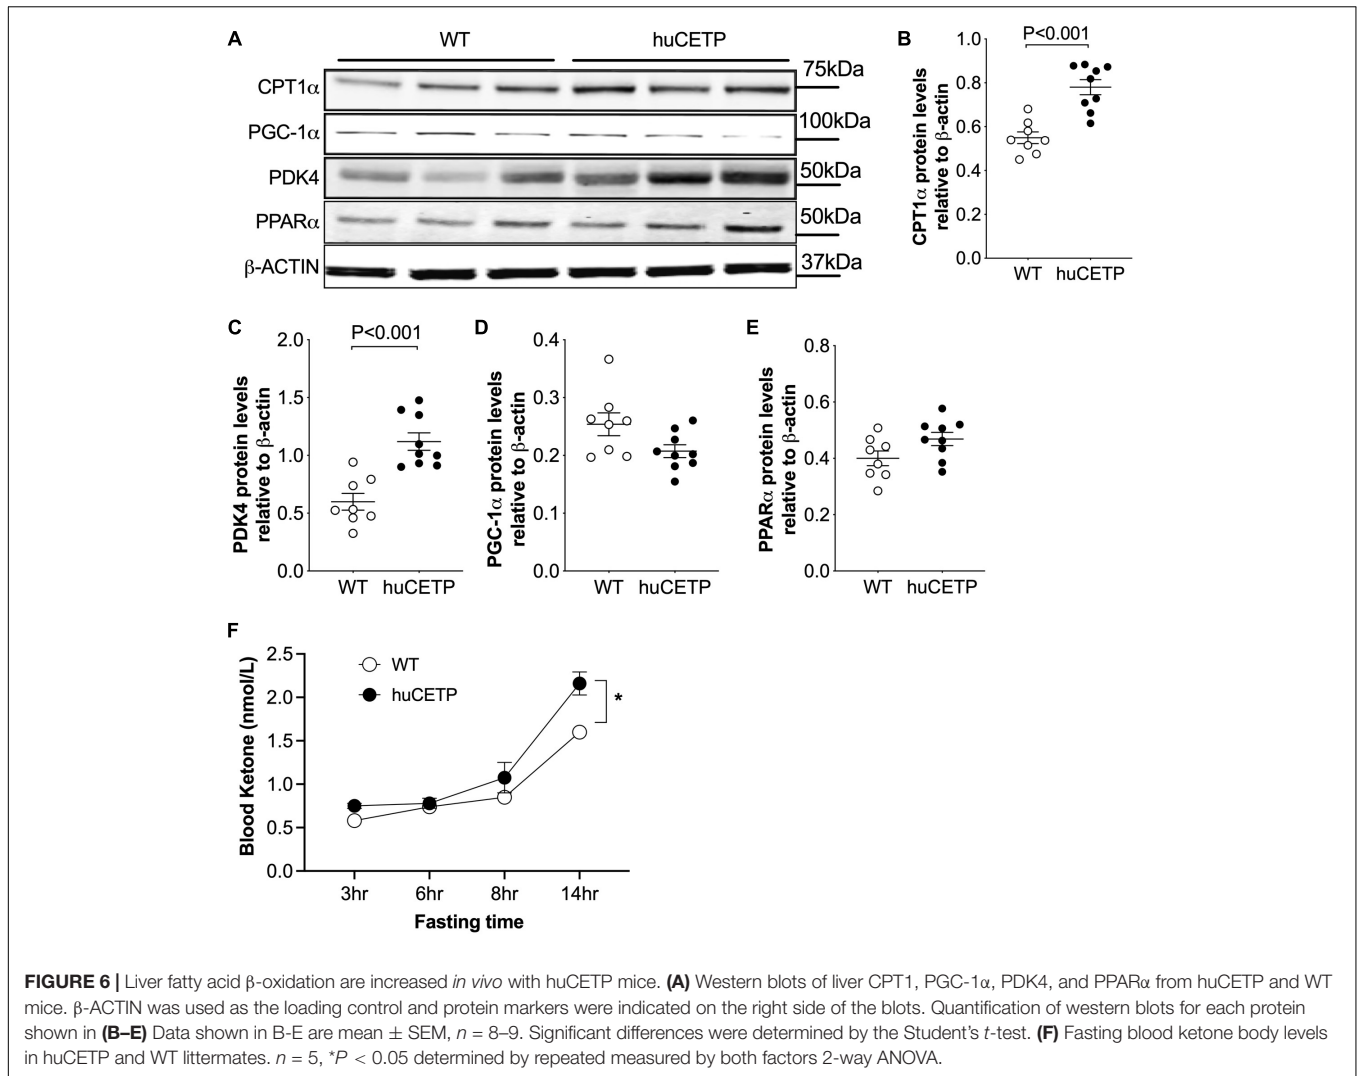 A
WT
huCETP
CPT1α
75kDa
PGC-1α
100kDa
PDK4
50kDa
PPARα
50kDa
β-ACTIN
37kDa
B
P<0.001
CPT1α protein levels
relative to β-actin
1.0
0.8
0.6
0.4
0.2
0.0
WT
huCETP
C
P<0.001
PDK4 protein levels
relative to β-actin
2.0
1.5
1.0
0.5
0.0
WT
huCETP
D
PGC-1α protein levels
relative to β-actin
0.4
0.3
0.2
0.1
0.0
WT
huCETP
E
PPARα protein levels
relative to β-actin
0.8
0.6
0.4
0.2
0.0
WT
huCETP
F
Blood Ketone (nmol/L)
2.5
2.0
1.5
1.0
0.5
0.0
WT
huCETP
*
3hr
6hr
8hr
14hr
Fasting time
FIGURE 6 | Liver fatty acid β-oxidation are increased in vivo with huCETP mice. (A) Western blots of liver CPT1, PGC-1α, PDK4, and PPARα from huCETP and WT
mice. β-ACTIN was used as the loading control and protein markers were indicated on the right side of the blots. Quantification of western blots for each protein
shown in (B–E) Data shown in B-E are mean ± SEM, n = 8–9. Significant differences were determined by the Student's t-test. (F) Fasting blood ketone body levels
in huCETP and WT littermates. n = 5, *P < 0.05 determined by repeated measured by both factors 2-way ANOVA.